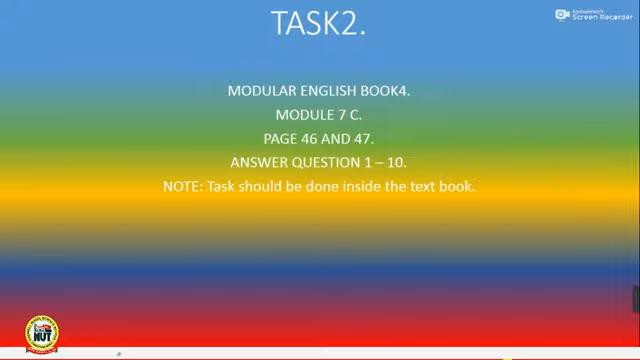 TASK2.
Screen Recorder
MODULAR ENGLISH BOOK4.
MODULE 7 C.
PAGE 46 AND 47.
ANSWER QUESTION 1 – 10.
NOTE: Task should be done inside the text book.
NUT